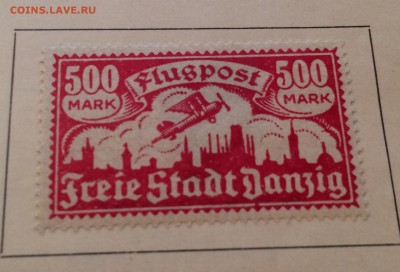 COINS.LAVE.RU
500 Flugpost 500
MARK MARK
Freie Stadt Danzig